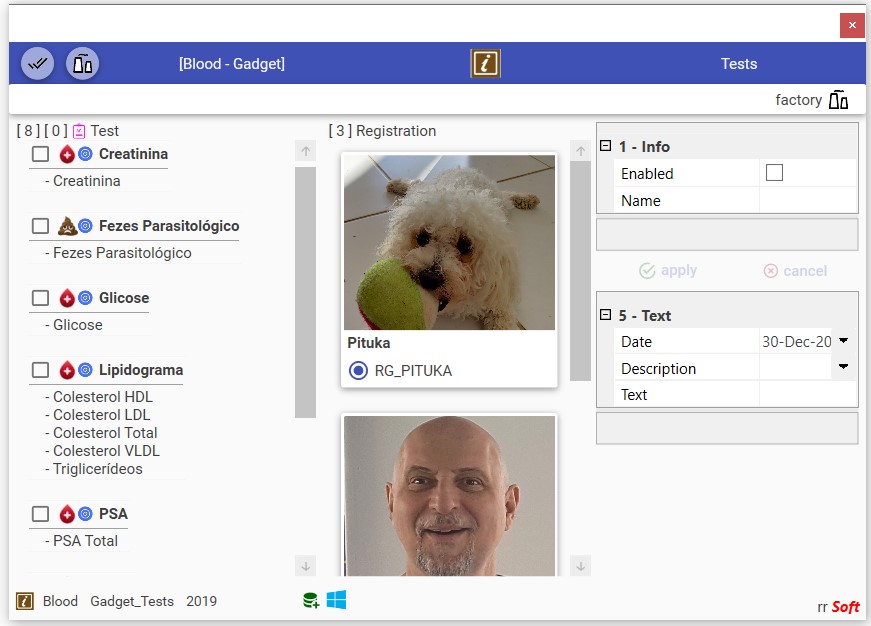 [Blood - Gadget]
Tests
factory
[ 8 ] [ 0 ] Test
Creatinina
- Creatinina
Fezes Parasitológico
- Fezes Parasitológico
Glicose
- Glicose
Lipidograma
- Colesterol HDL
- Colesterol LDL
- Colesterol Total
- Colesterol VLDL
- Triglicerídeos
PSA
- PSA Total
[ 3 ] Registration
Pituka
RG_PITUKA
1 - Info
Enabled
Name
apply cancel
5 - Text
Date 30-Dec-20
Description
Text
i Blood Gadget_Tests 2019
rr Soft